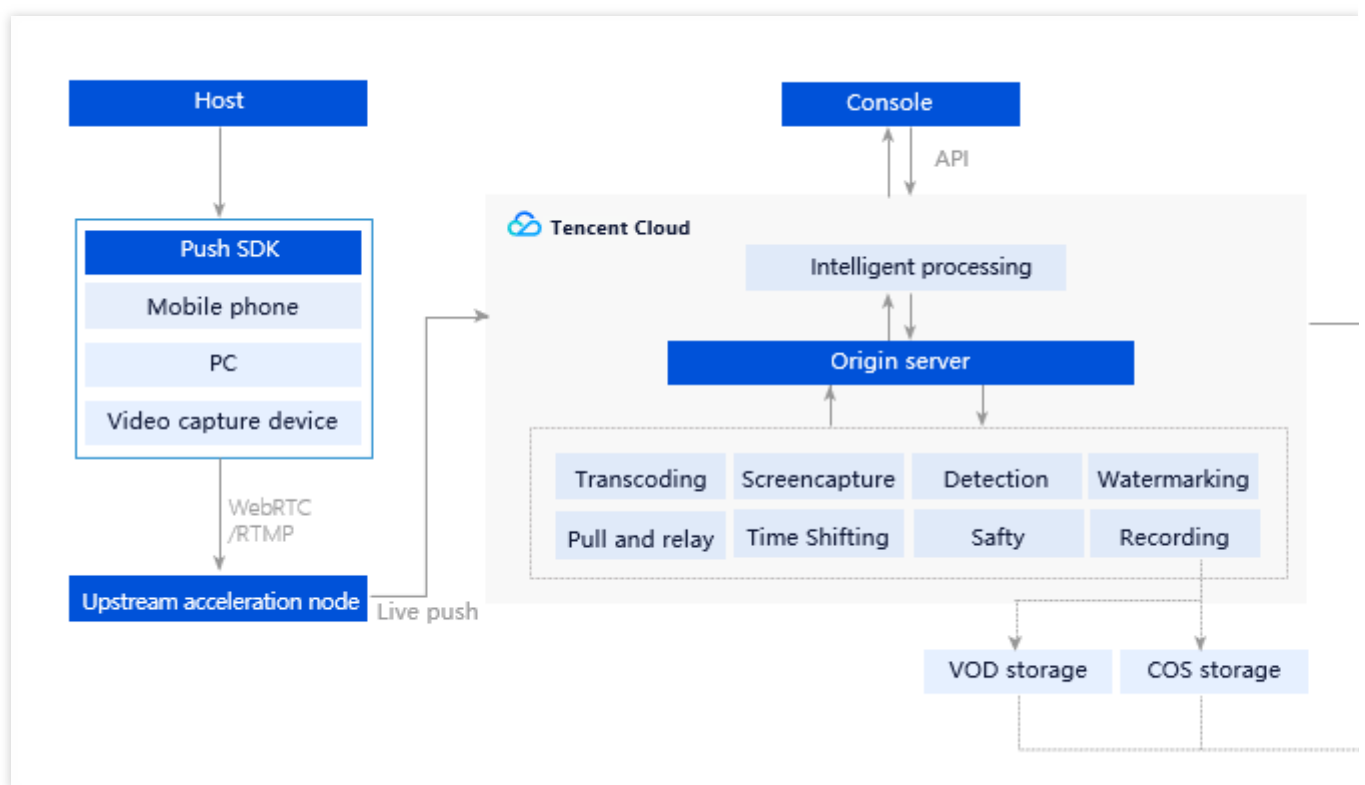 Host
Push SDK
Mobile phone
PC
Video capture device
WebRTC
/RTMP
Upstream acceleration node
Live push
Console
API
Tencent Cloud
Intelligent processing
Origin server
Transcoding
Screencapture
Detection
Watermarking
Pull and relay
Time Shifting
Safty
Recording
VOD storage
COS storage